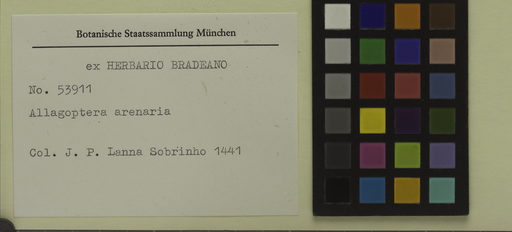 Botanische Staatssammlung München
ex HERBARIO BRADEANO
No. 53911
Allagoptera arenaria
Col. J. P. Lanna Sobrinho 1441